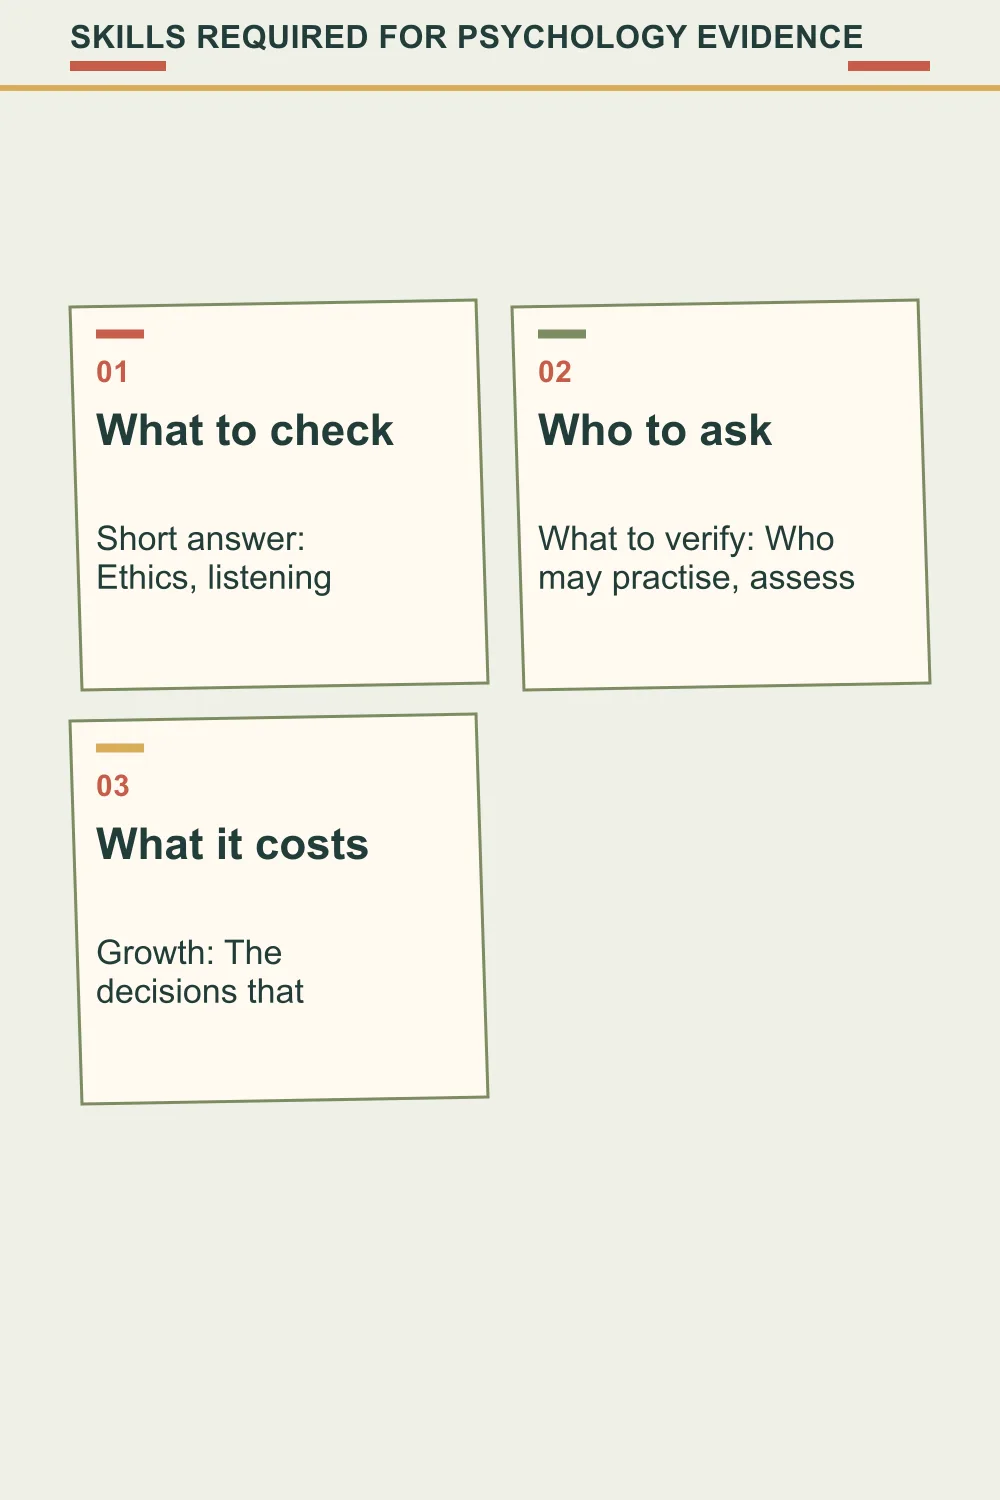 SKILLS REQUIRED FOR PSYCHOLOGY EVIDENCE
01
What to check
Short answer:
Ethics, listening
02
Who to ask
What to verify: Who
may practise, assess
03
What it costs
Growth: The
decisions that